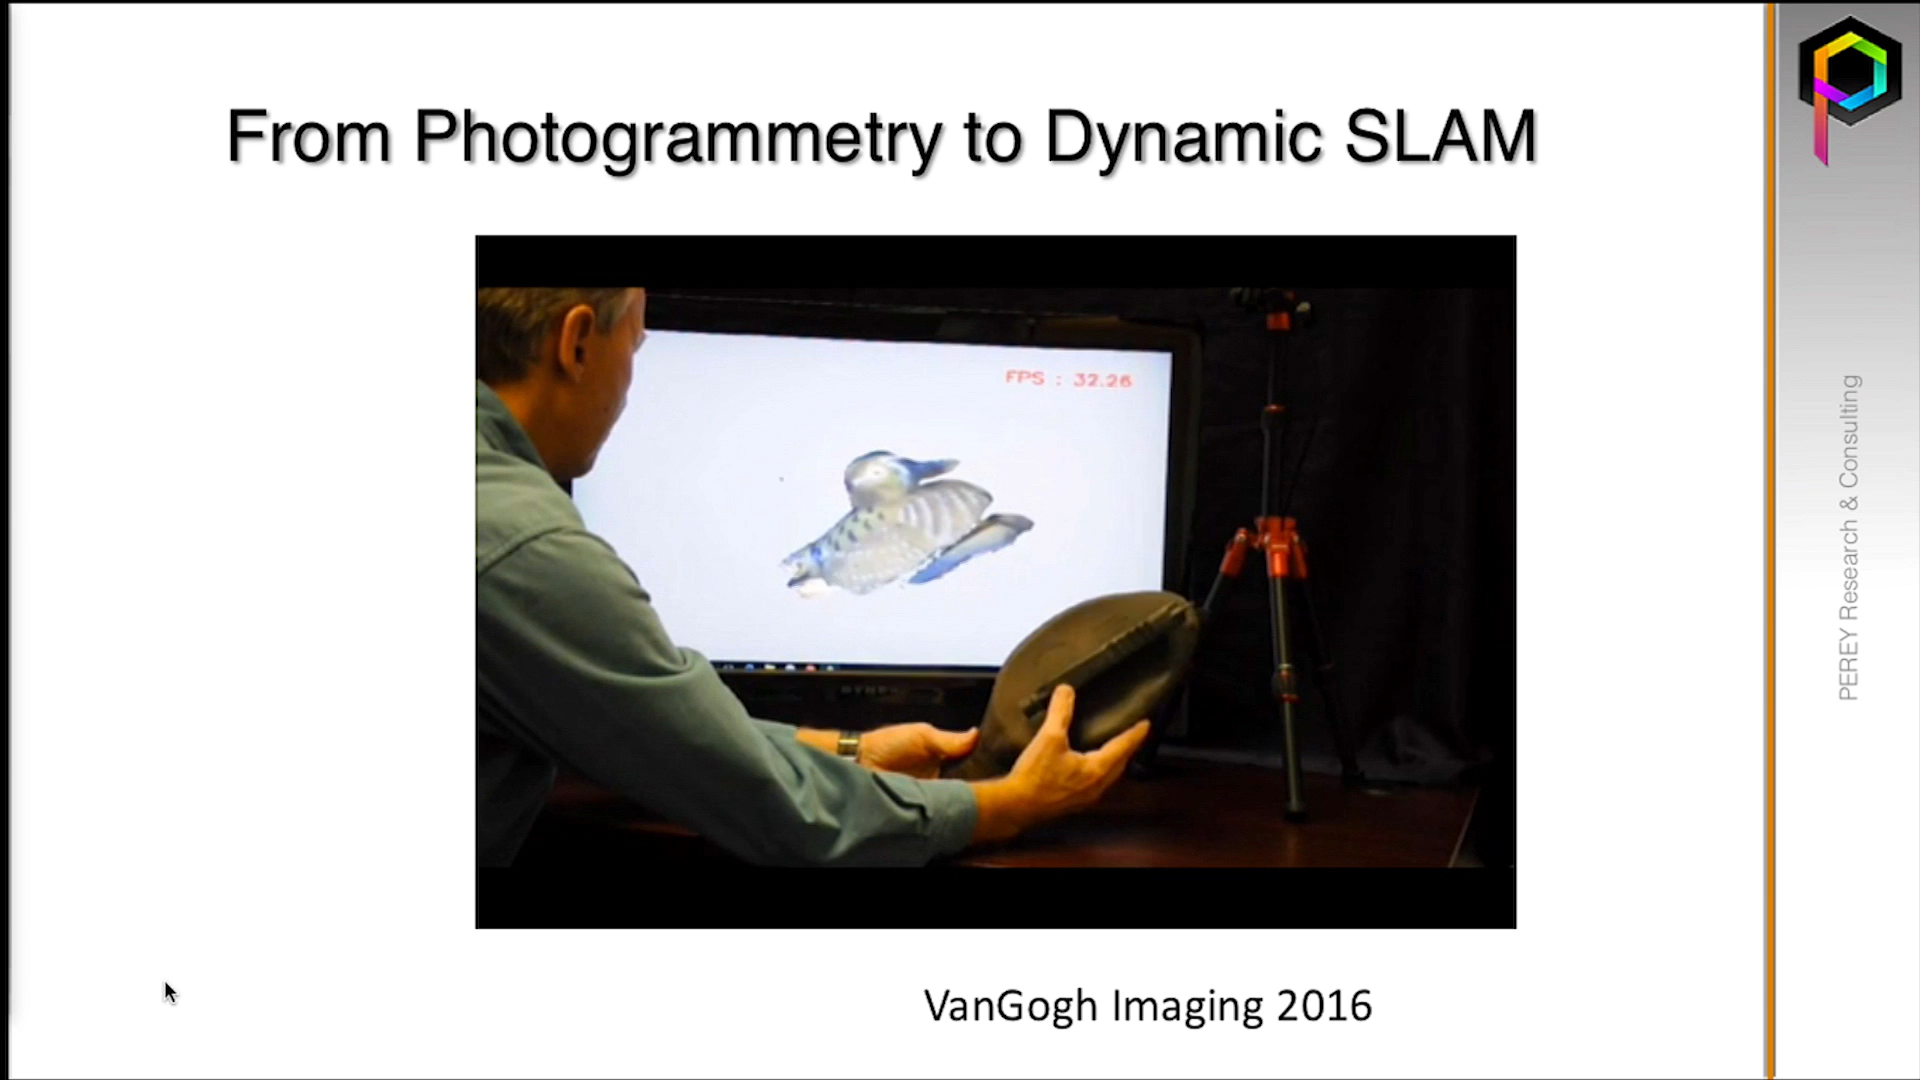 From Photogrammetry to Dynamic SLAM
FPS : 32.26
VanGogh Imaging 2016
PEREY Research & Consulting